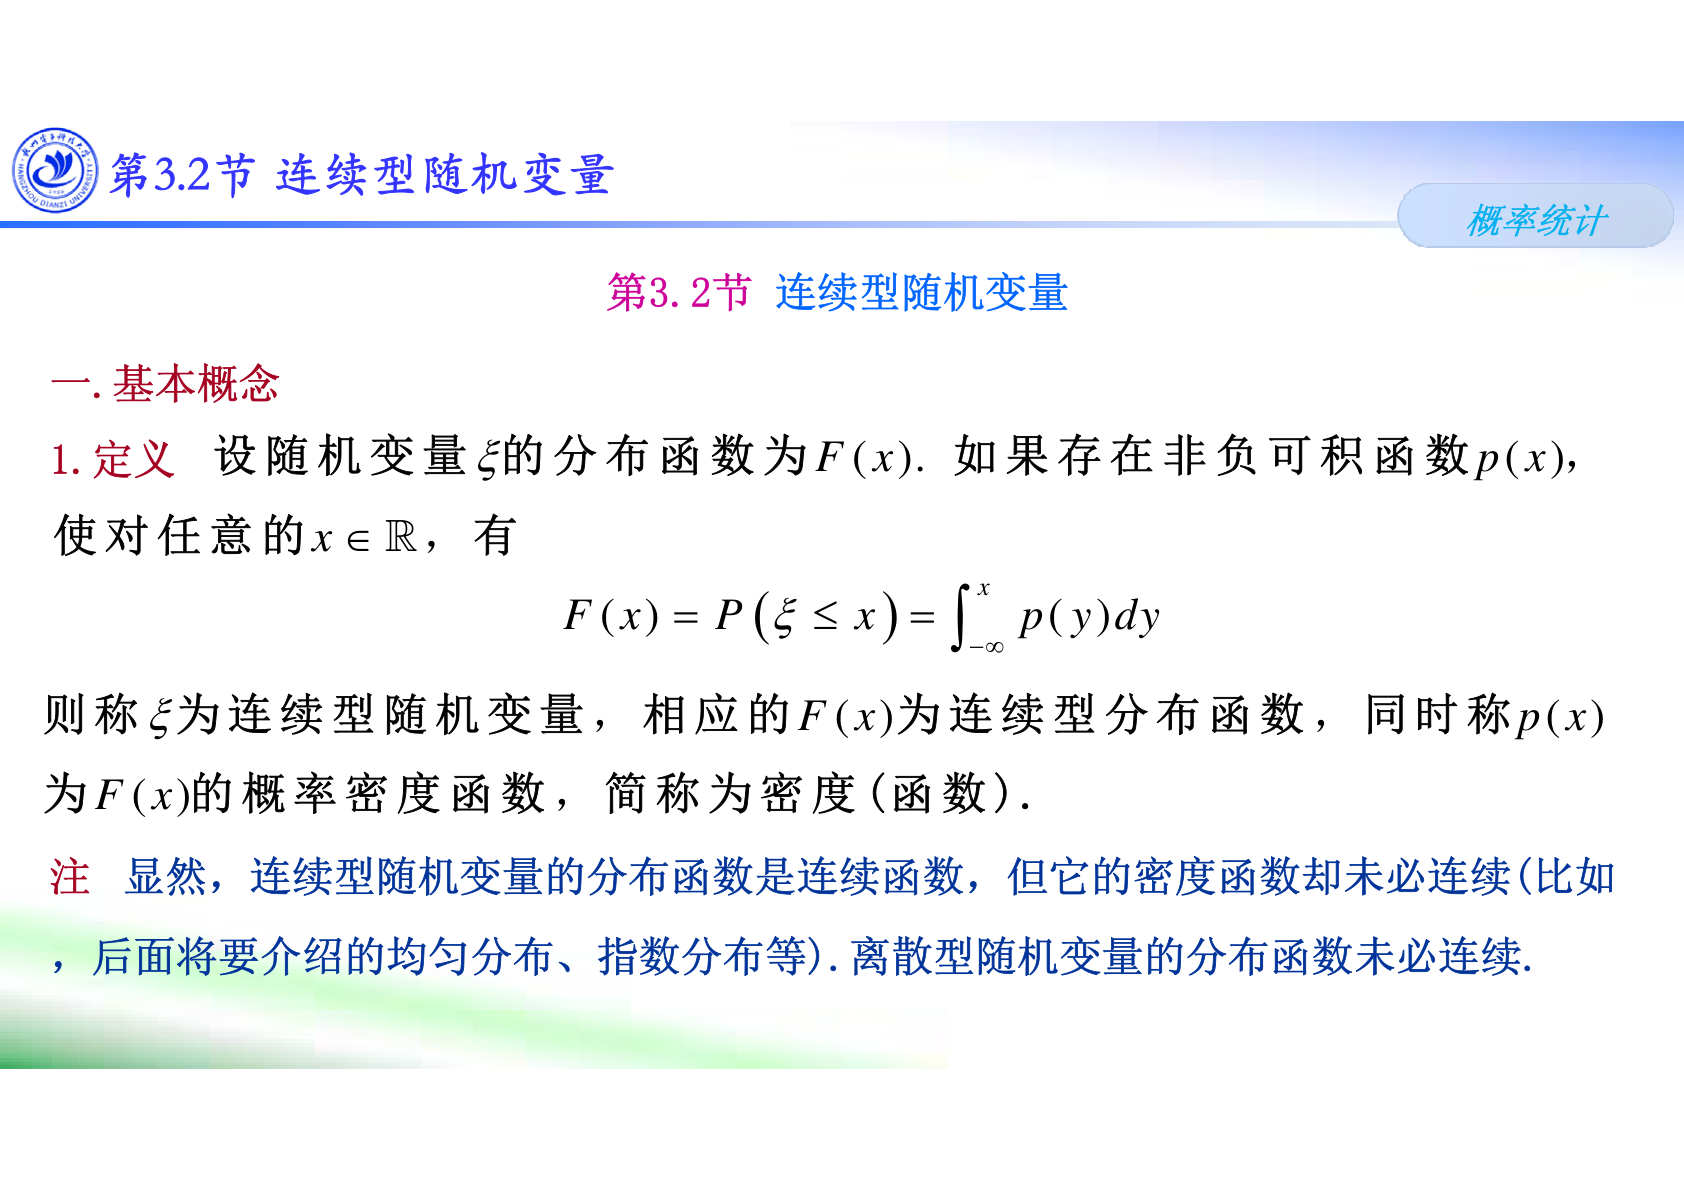 第3.2节 连续型随机变量
概率统计
HANGZHOU DIANZI UNIVERSITY
第3.2节 连续型随机变量
一.基本概念
1.定义 设随机变量ξ的分布函数为F(x). 如果存在非负可积函数p(x),
使对任意的x∈ℝ，有
F(x) = P(ξ ≤ x) = ∫_{-∞}^{x} p(y)dy
则称ξ为连续型随机变量，相应的F(x)为连续型分布函数，同时称p(x)
为F(x)的概率密度函数，简称为密度(函数).
注 显然，连续型随机变量的分布函数是连续函数，但它的密度函数却未必连续(比如
，后面将要介绍的均匀分布、指数分布等).离散型随机变量的分布函数未必连续.